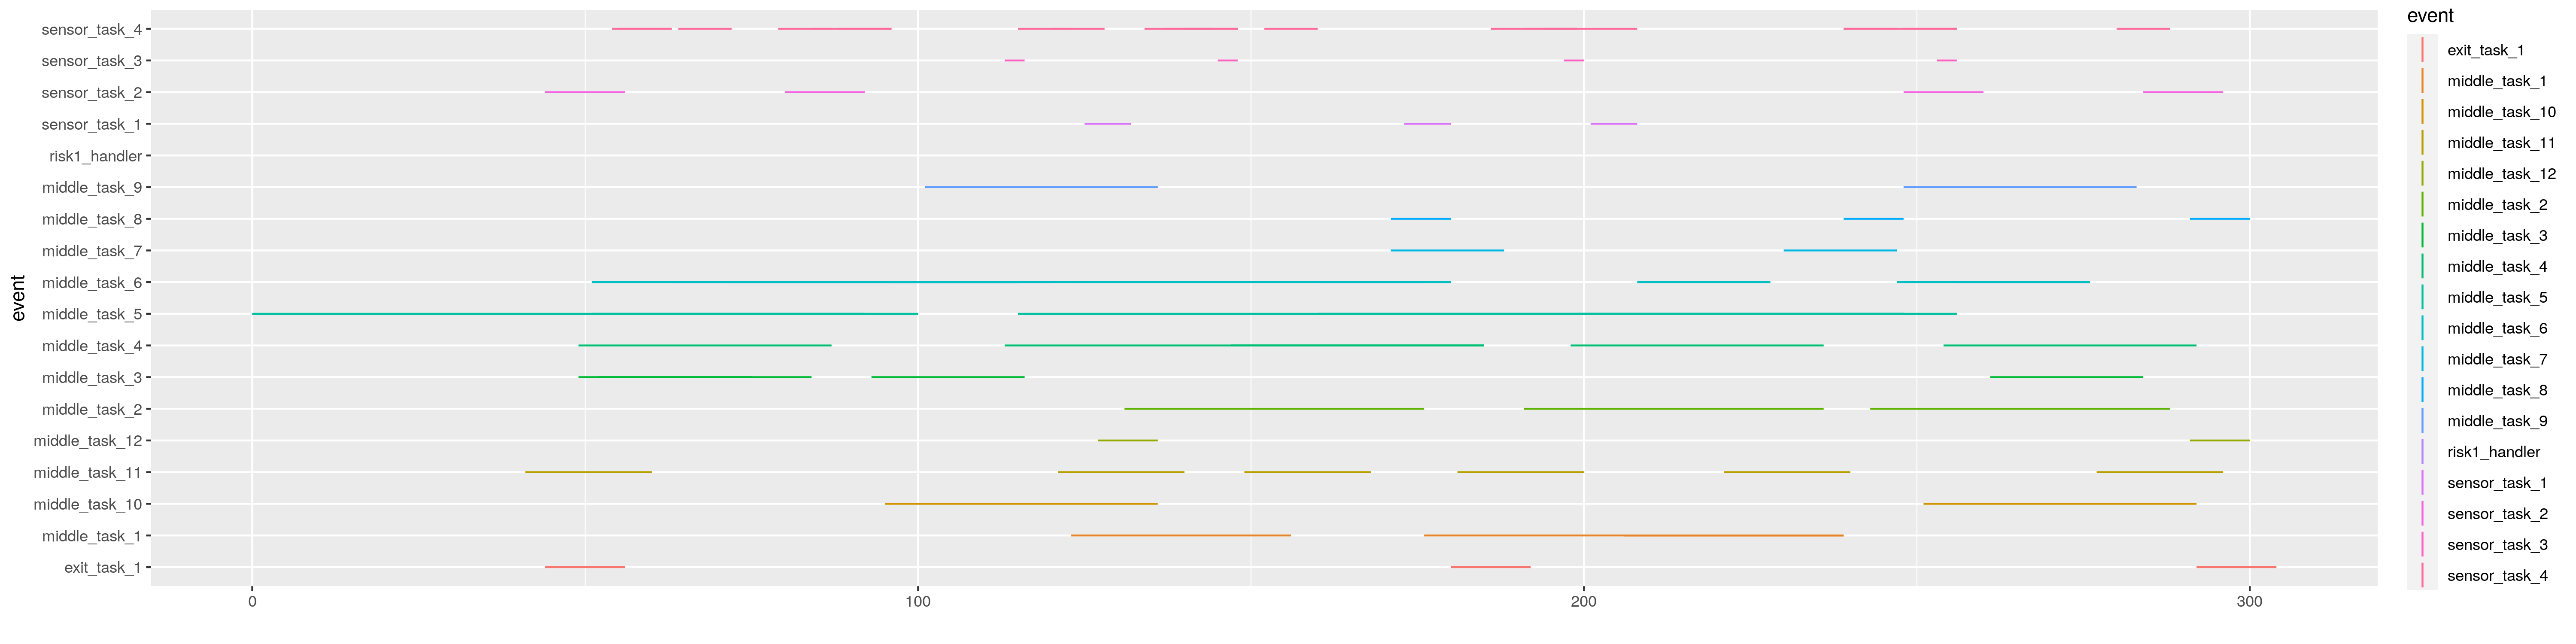 event
sensor_task_4
sensor_task_3
sensor_task_2
sensor_task_1
risk1_handler
middle_task_9
middle_task_8
middle_task_7
middle_task_6
middle_task_5
middle_task_4
middle_task_3
middle_task_2
middle_task_12
middle_task_11
middle_task_10
middle_task_1
exit_task_1
0 100 200 300
event
exit_task_1
middle_task_1
middle_task_10
middle_task_11
middle_task_12
middle_task_2
middle_task_3
middle_task_4
middle_task_5
middle_task_6
middle_task_7
middle_task_8
middle_task_9
risk1_handler
sensor_task_1
sensor_task_2
sensor_task_3
sensor_task_4